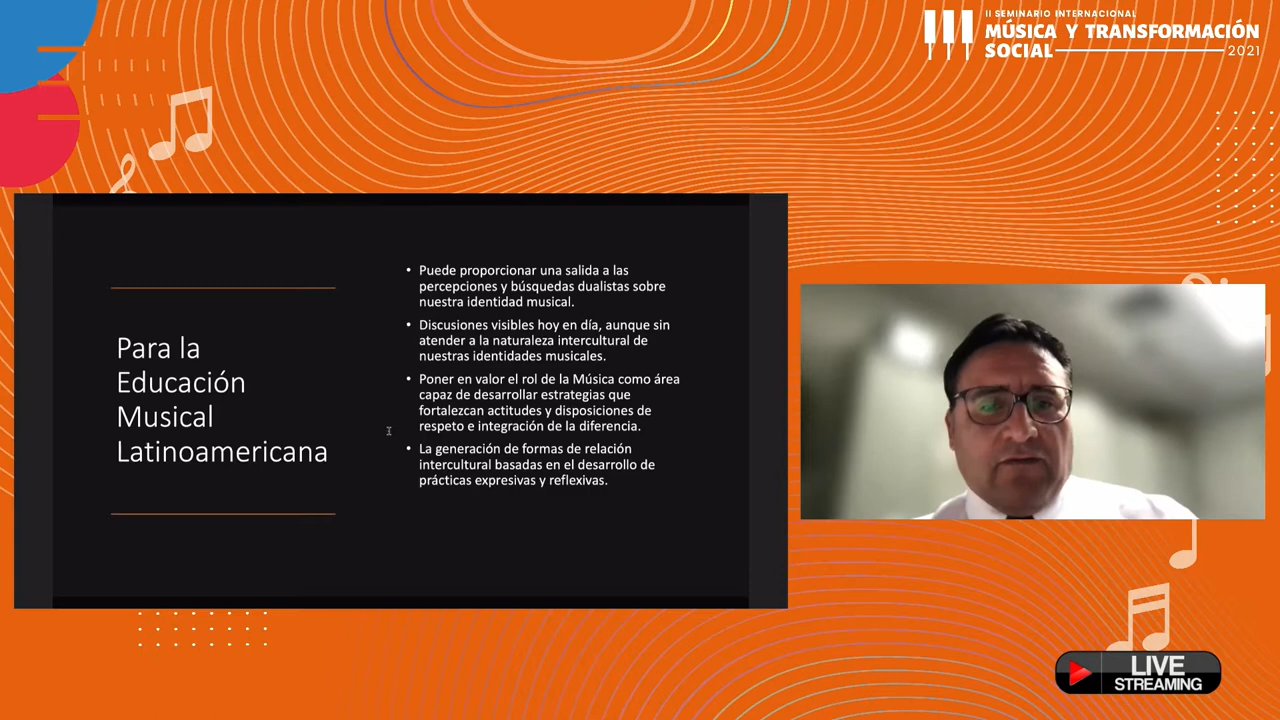 II SEMINARIO INTERNACIONAL
MÚSICA Y TRANSFORMACIÓN
SOCIAL 2021
Para la
Educación
Musical
Latinoamericana
• Puede proporcionar una salida a las
percepciones y búsquedas dualistas sobre
nuestra identidad musical.
• Discusiones visibles hoy en día, aunque sin
atender a la naturaleza intercultural de
nuestras identidades musicales.
• Poner en valor el rol de la Música como área
capaz de desarrollar estrategias que
fortalezcan actitudes y disposiciones de
respeto e integración de la diferencia.
• La generación de formas de relación
intercultural basadas en el desarrollo de
prácticas expresivas y reflexivas.
LIVE
STREAMING